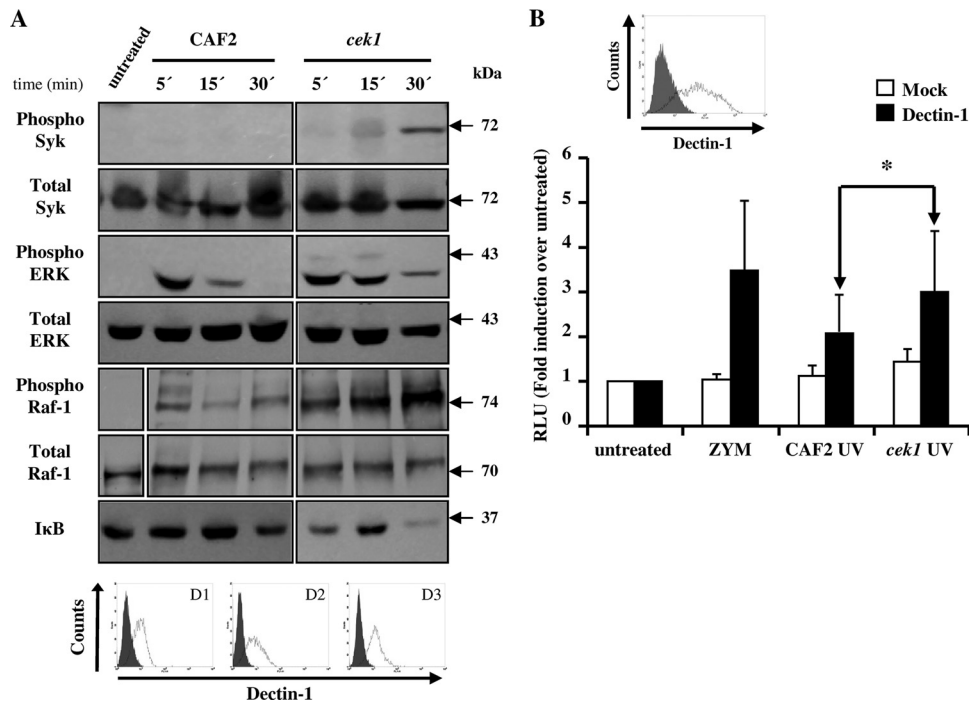 A
CAF2
cek1
untreated
time (min)
5´ 15´ 30´ 5´ 15´ 30´
kDa
Phospho
Syk
72
Total
Syk
72
Phospho
ERK
43
Total
ERK
43
Phospho
Raf-1
74
Total
Raf-1
70
IκB
37
Counts
D1
D2
D3
Dectin-1
B
Counts
Dectin-1
Mock
Dectin-1
RLU (Fold induction over untreated)
6
5
4
3
2
1
0
*
untreated
ZYM
CAF2 UV
cek1 UV